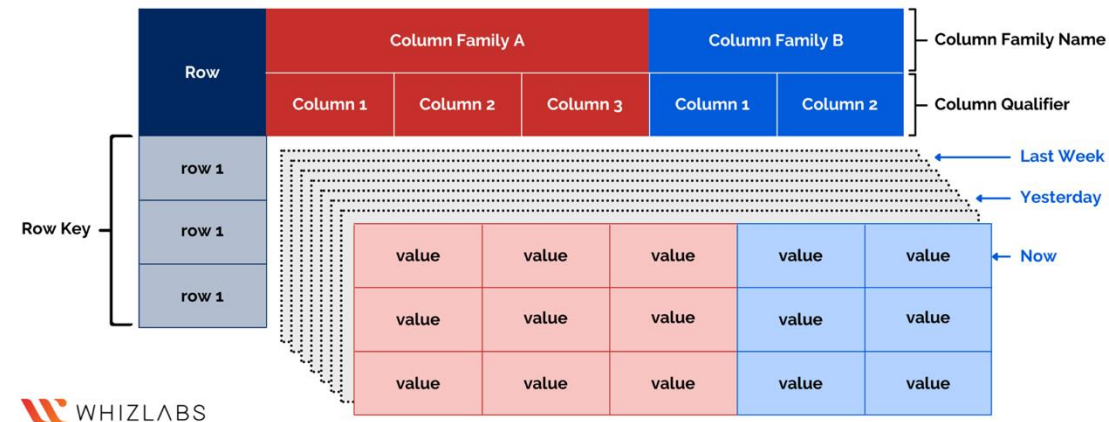 Row
Column Family A
Column Family B
Column Family Name
Column 1
Column 2
Column 3
Column 1
Column 2
Column Qualifier
Row Key
row 1
row 1
row 1
Last Week
Yesterday
Now
value value value value value
value value value value value
value value value value value
WHIZLABS